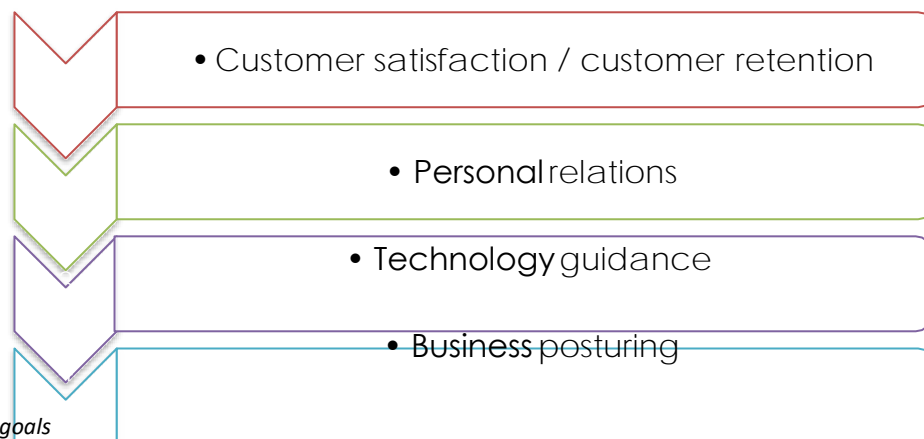 • Customer satisfaction / customer retention
• Personal relations
• Technology guidance
• Business posturing
goals